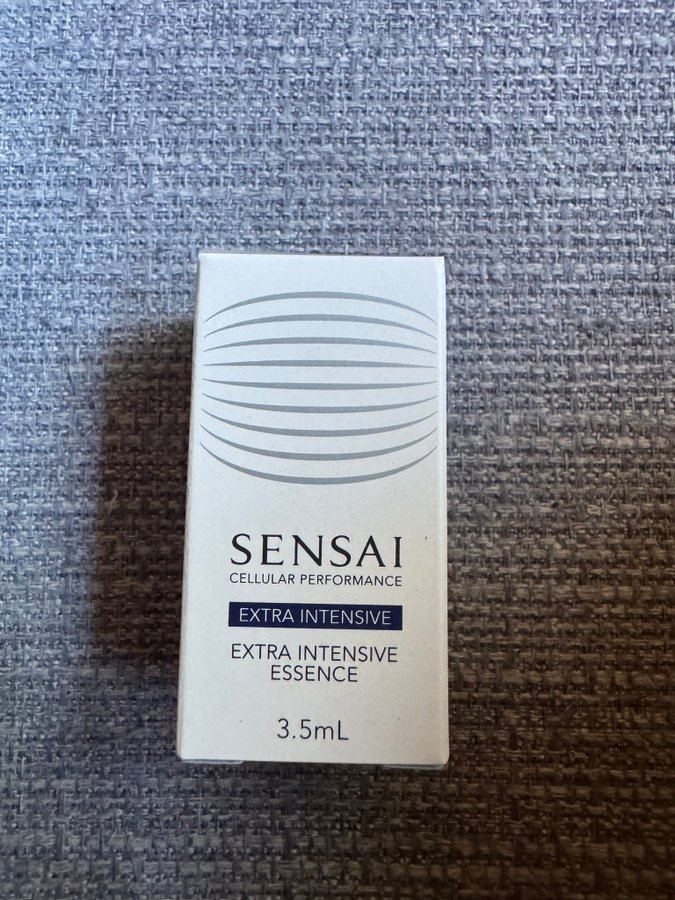 SENSAI
CELLULAR PERFORMANCE
EXTRA INTENSIVE
EXTRA INTENSIVE
ESSENCE
3.5mL